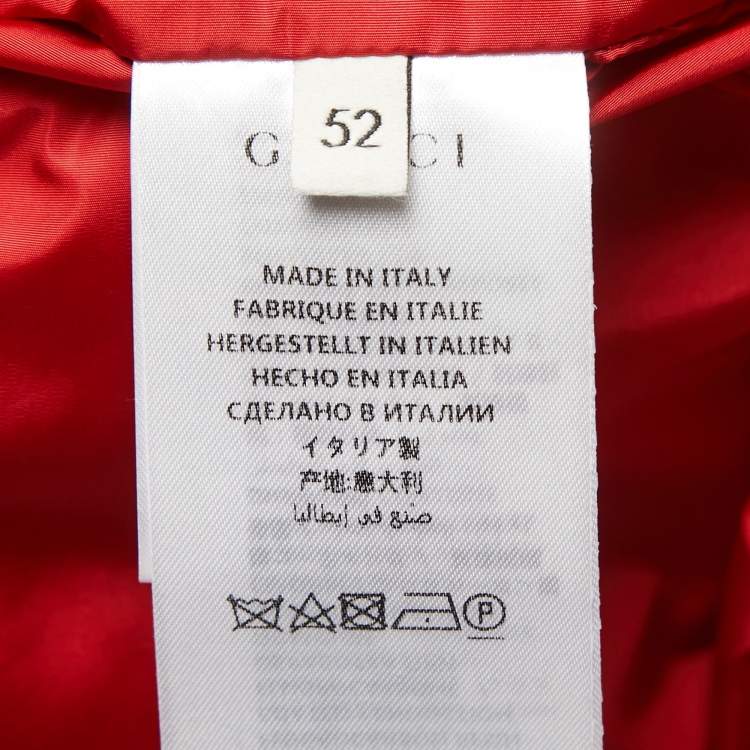 52
G CI
MADE IN ITALY
FABRIQUE EN ITALIE
HERGESTELLT IN ITALIEN
HECHO EN ITALIA
СДЕЛАНО В ИТАЛИИ
イタリア製
产地:意大利
صنع في إيطاليا
P